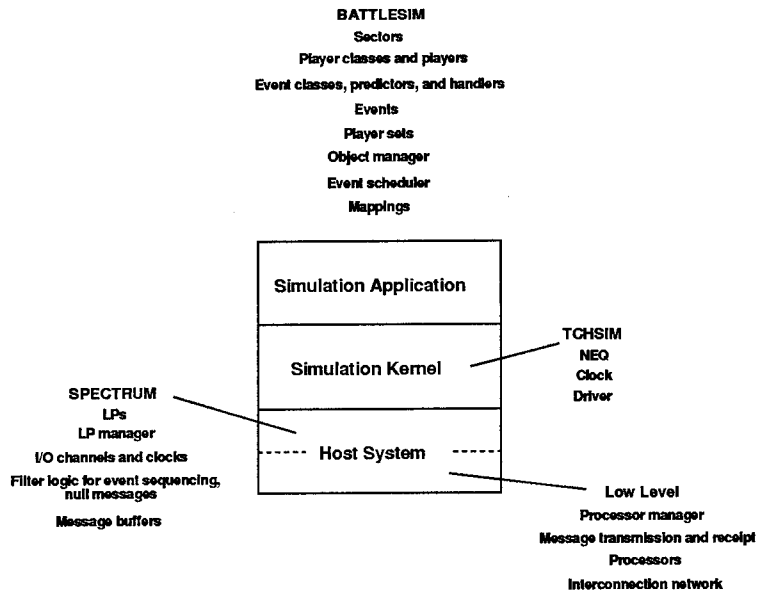 BATTLESIM
Sectors
Player classes and players
Event classes, predictors, and handlers
Events
Player sets
Object manager
Event scheduler
Mappings
Simulation Application
Simulation Kernel
Host System
TCHSIM
NEQ
Clock
Driver
SPECTRUM
LPs
LP manager
I/O channels and clocks
Filter logic for event sequencing,
null messages
Message buffers
Low Level
Processor manager
Message transmission and receipt
Processors
Interconnection network